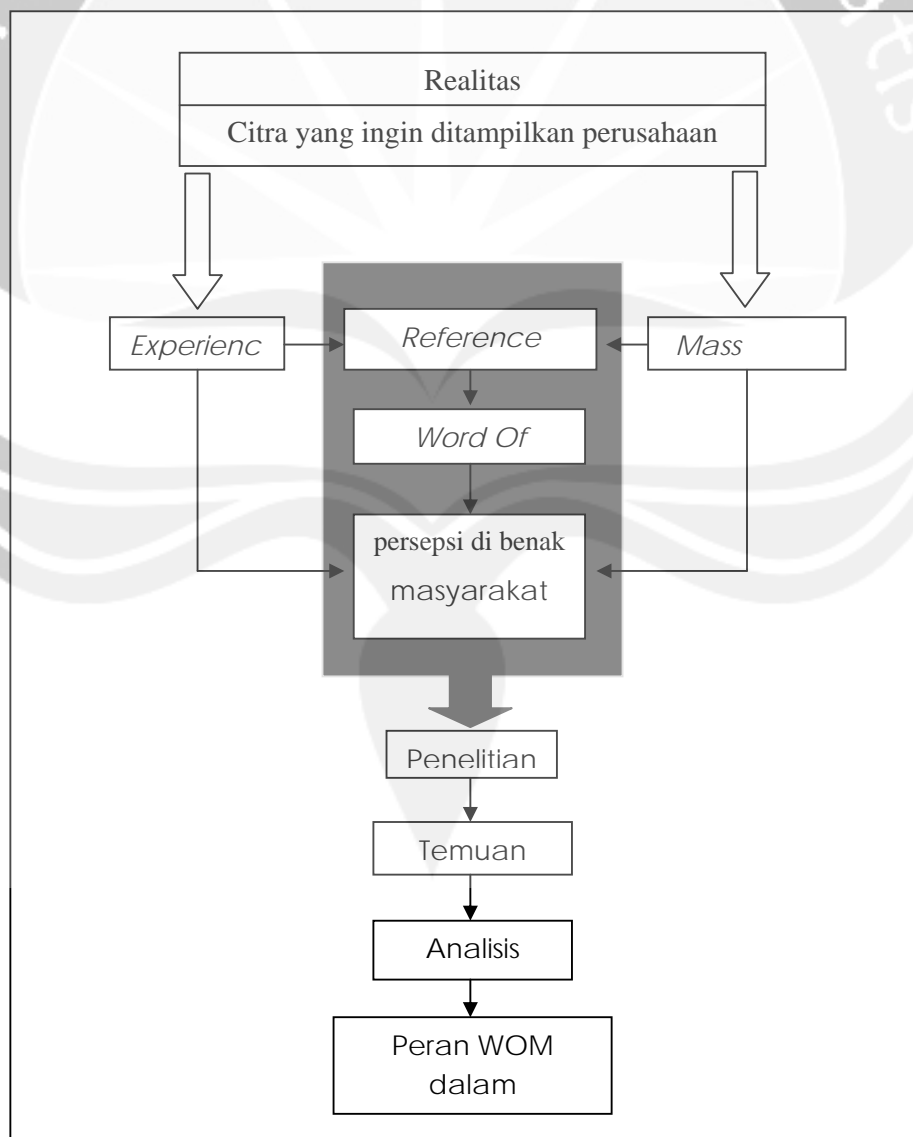 Realitas
Citra yang ingin ditampilkan perusahaan
Experienc
Reference
Mass
Word Of
persepsi di benak
masyarakat
Penelitian
Temuan
Analisis
Peran WOM
dalam